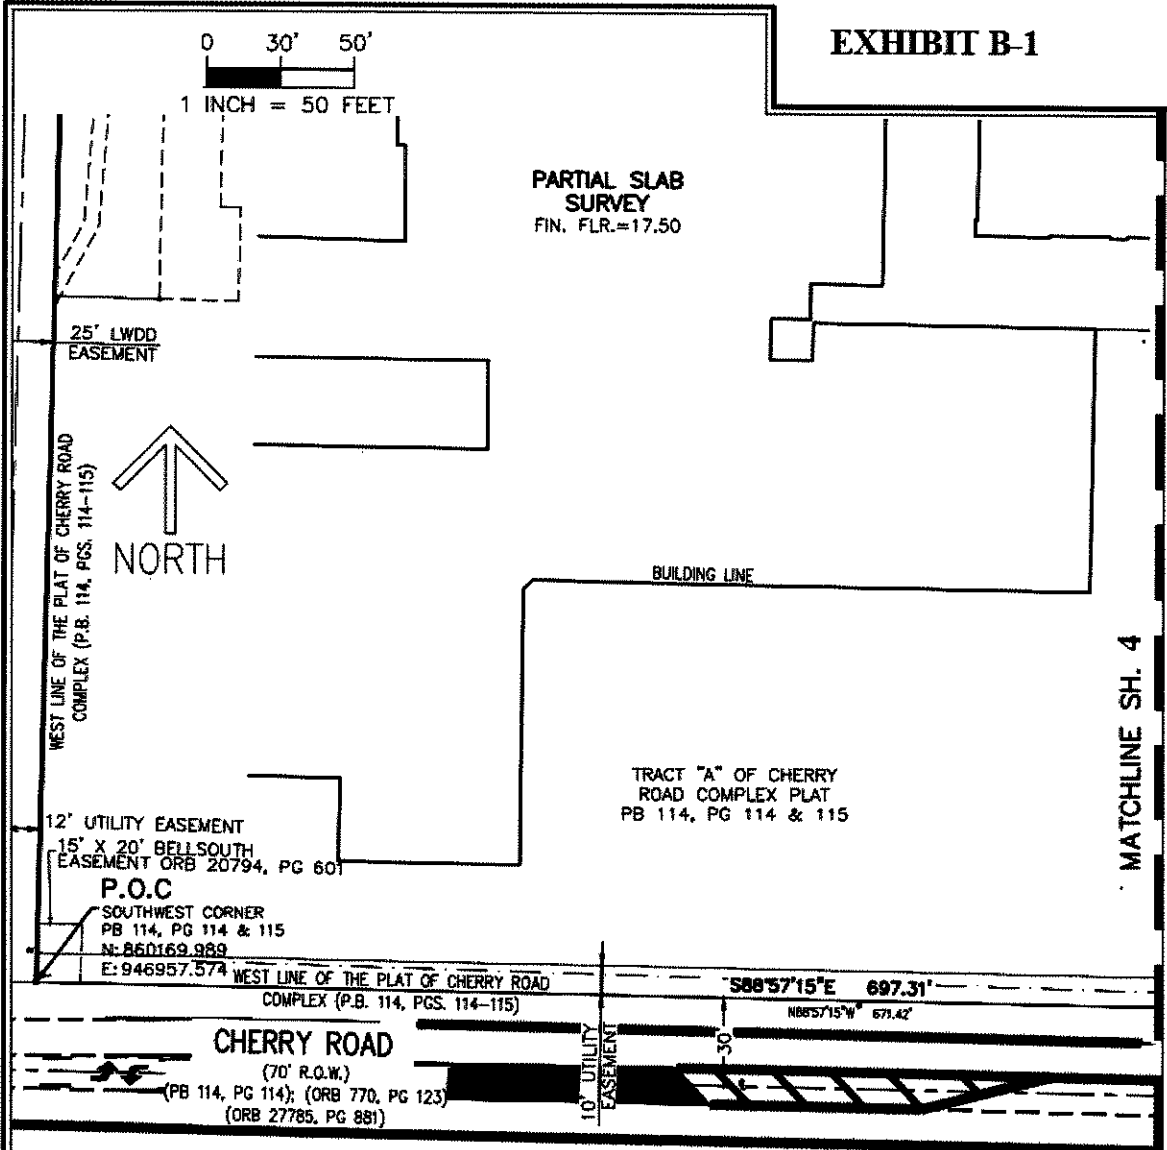 EXHIBIT B-1
0 30' 50'
1 INCH = 50 FEET
PARTIAL SLAB
SURVEY
FIN. FLR.=17.50
25' LWDD
EASEMENT
WEST LINE OF THE PLAT OF CHERRY ROAD
COMPLEX (P.B. 114, PGS. 114-115)
NORTH
BUILDING LINE
MATCHLINE SH. 4
TRACT "A" OF CHERRY
ROAD COMPLEX PLAT
PB 114, PG 114 & 115
12' UTILITY EASEMENT
15' X 20' BELLSOUTH
EASEMENT ORB 20794, PG 601
P.O.C
SOUTHWEST CORNER
PB 114, PG 114 & 115
N: 860169.989
E: 946957.574
WEST LINE OF THE PLAT OF CHERRY ROAD
COMPLEX (P.B. 114, PGS. 114-115)
S88°57'15"E 697.31'
N88°57'15"W 671.42'
30'
10' UTILITY
EASEMENT
CHERRY ROAD
(70' R.O.W.)
(PB 114, PG 114); (ORB 770, PG 123)
(ORB 27785, PG 881)